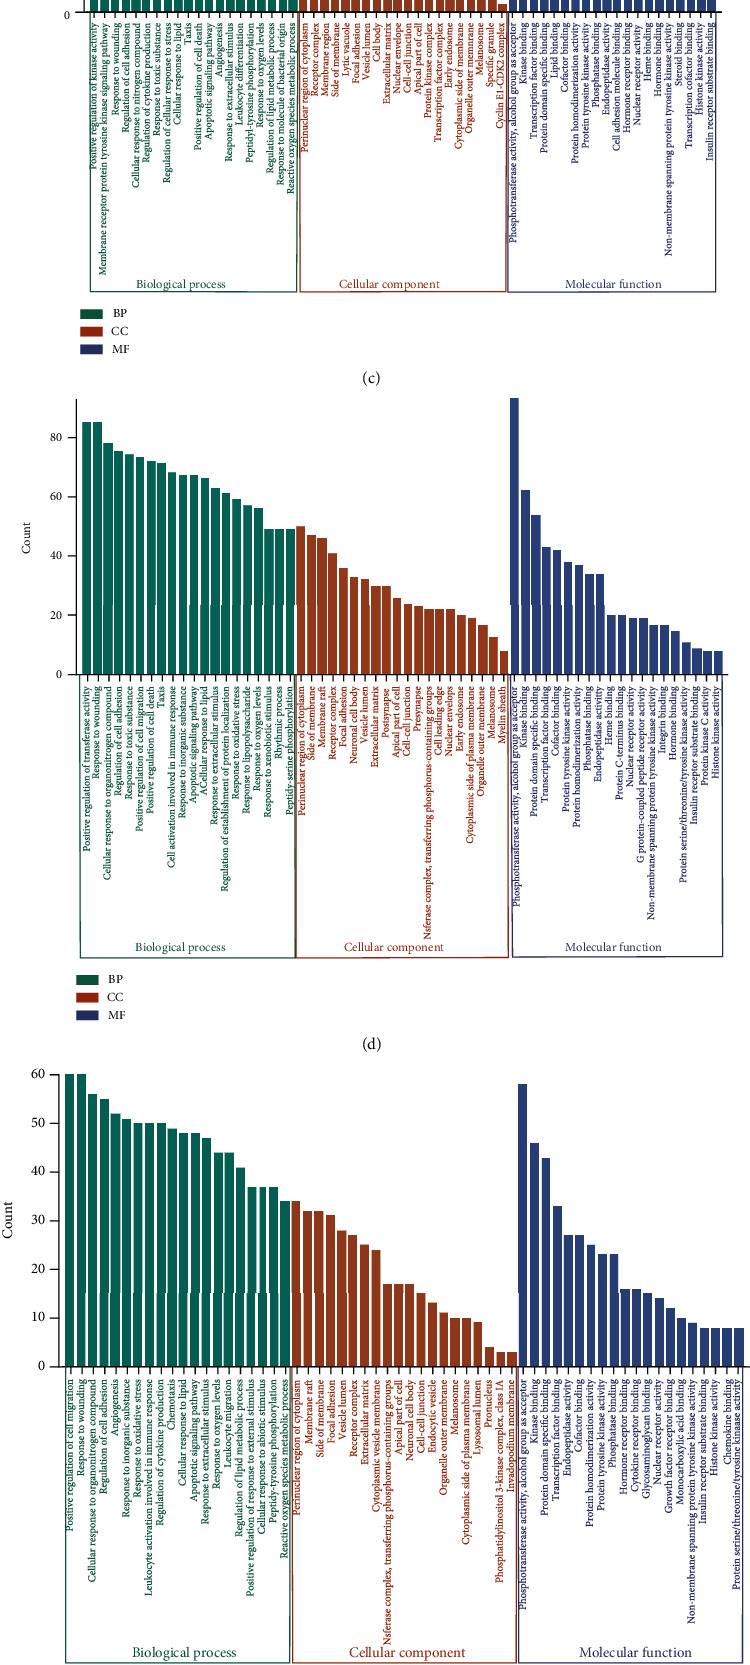 0
Positive regulation of kinase activity
Membrane receptor protein tyrosine kinase signaling pathway
Response to wounding
Regulation of cell adhesion
Cellular response to nitrogen compound
Regulation of cytokine production
Response to toxic substance
Regulation of cellular response to stress
Cellular response to lipid
Taxis
Positive regulation of cell death
Apoptotic signaling pathway
Angiogenesis
Response to extracellular stimulus
Leukocyte differentiation
Peptidyl-tyrosine phosphorylation
Response to oxygen levels
Regulation of lipid metabolic process
Response to molecule of bacterial origin
Reactive oxygen species metabolic process
Perinuclear region of cytoplasm
Receptor complex
Membrane region
Side of membrane
Lytic vacuole
Focal adhesion
Vesicle lumen
Cell body
Extracellular matrix
Nuclear envelope
Cell-cell junction
Apical part of cell
Protein kinase complex
Transcription factor complex
Early endosome
Cytoplasmic side of membrane
Organelle outer memnrane
Melanosome
Specific granule
Cyclin E1-CDK2 complex
Phosphotransferase activity, alcohol group as acceptor
Kinase binding
Transcription factor binding
Protein domain specific binding
Lipid binding
Cofactor binding
Protein homodimerization activity
Protein tyrosine kinase activity
Phosphatase binding
Endopeptidase activity
Cell adhesion molecule binding
Hormone receptor binding
Nuclear receptor activity
Heme binding
Hormone binding
Non-membrane spanning protein tyrosine kinase activity
Steroid binding
Transcription cofactor binding
Histone kinase activity
Insulin receptor substrate binding
Biological process
Cellular component
Molecular function
BP
CC
MF
(c)
80
60
40
20
0
Count
Positive regulation of transferase activity
Response to wounding
Cellular response to organonitrogen compound
Regulation of cell adhesion
Response to toxic substance
Positive regulation of cell migration
Positive regulation of cell death
Taxis
Cell activation involved in immune response
Response to inorganic substance
Apoptotic signaling pathway
ACellular response to lipid
Response to extracellular stimulus
Regulation of establishment of protein localization
Response to oxidative stress
Response to lipopolysaccharide
Response to oxygen levels
Response to xenobiotic stimulus
Rhythmic process
Peptidy-serine phosphorylation
Perinuclear region of cytoplasm
Side of membrane
Membrane raft
Receptor complex
Focal adhesion
Neuronal cell body
Vesicle lumen
Extracellular matrix
Postsynapse
Apical part of cell
Cell-cell junction
Presynapse
Nsferase complex, transferring phosphorus-containing groups
Cell leading edge
Nuclear envelops
Early endosome
Cytoplasmic side of plasma membrane
Organelle outer membrane
Melanosome
Myelin sheath
Phosphotransferase activity, alcohol group as acceptor
Kinase binding
Protein domain specific binding
Transcription factor binding
Cofactor binding
Protein tyrosine kinase activity
Protein homodimerization activity
Phosphatase binding
Endopeptidase activity
Heme binding
Protein C-terminus binding
Nuclear receptor activity
G protein-coupled peptide receptor activity
Non-membrane spanning protein tyrosine kinase activity
Integrin binding
Hormone binding
Protein serine/threonine/tyrosine kinase activity
Insulin receptor substrate binding
Protein kinase C activity
Histone kinase activity
Biological process
Cellular component
Molecular function
BP
CC
MF
(d)
60
50
40
30
20
10
0
Count
Positive regulation of cell migration
Response to wounding
Cellular response to organonitrogen compound
Regulation of cell adhesion
Angiogenesis
Response to inorganic substance
Response to oxidative stress
Leukocyte activation involved in immune response
Regulation of cytokine production
Chemotaxis
Cellular response lipid
Apoptotic signaling pathway
Response to extracellular stimulus
Response to oxygen levels
Leukocyte migration
Regulation of lipid metabolic process
Positive regulation of response to external stimulus
Cellular response to abiotic stimulus
Peptidy-tyrosine phosphorylation
Reactive oxygen species metabolic process
Perinuclear region of cytoplasm
Membrane raft
Side of membrane
Focal adhesion
Vesicle lumen
Receptor complex
Extracellular matrix
Cytoplasmic vesicle membrane
Nsferase complex, transferring phosphorus-containing groups
Apical part of cell
Neuronal cell body
Cell-cell junction
Endocytic vesicle
Organelle outer membrane
Melanosome
Cytoplasmic side of plasma membrane
Lysosomal lumen
Pronucleus
Phosphatidylinositol 3-kinase complex, class IA
Invadopodium membrane
Phosphotransferase activity, alcohol group as acceptor
Kinase binding
Protein domain specific binding
Transcription factor binding
Endopeptidase activity
Cofactor binding
Protein homodimerization activity
Protein tyrosine kinase activity
Phosphatase binding
Hormone receptor binding
Cytokine receptor binding
Glycosaminoglycan binding
Nuclear receptor activity
Growth factor receptor binding
Monocarboxylic acid binding
Non-membrane spanning protein tyrosine kinase activity
Insulin receptor substrate binding
Histone kinase activity
Chemokine binding
Protein serine/threonine/tyrosine kinase activity
Biological process
Cellular component
Molecular function